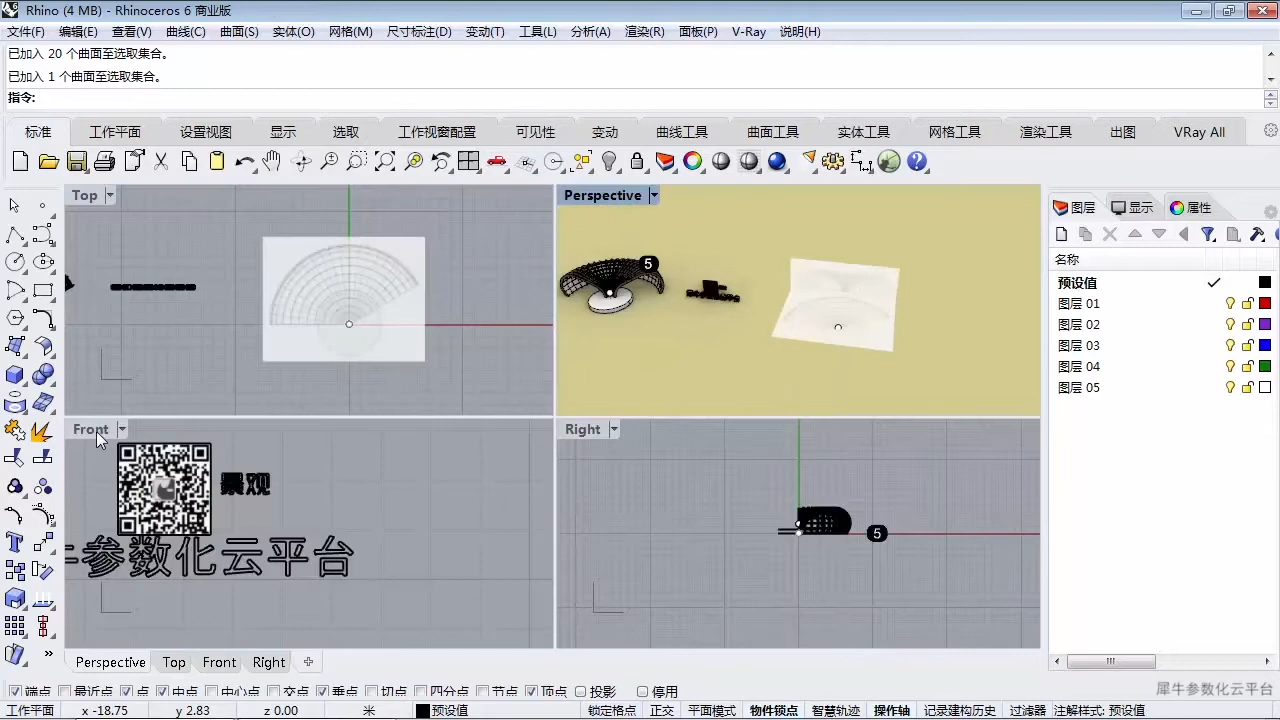 Rhino (4 MB) - Rhinoceros 6 商业版
文件(F) 编辑(E) 查看(V) 曲线(C) 曲面(S) 实体(O) 网格(M) 尺寸标注(D) 变动(T) 工具(L) 分析(A) 渲染(R) 面板(P) V-Ray 说明(H)
已加入 20 个曲面至选取集合。
已加入 1 个曲面至选取集合。
指令:
标准 工作平面 设置视图 显示 选取 工作视窗配置 可见性 变动 曲线工具 曲面工具 实体工具 网格工具 渲染工具 出图 VRay All
Top
Perspective
5
图层 显示 属性
名称
预设值
图层 01
图层 02
图层 03
图层 04
图层 05
Front
景观
牛参数化云平台
Right
5
Perspective Top Front Right
端点 最近点 点 中点 中心点 交点 垂点 切点 四分点 节点 顶点 投影 停用
犀牛参数化云平台
工作平面 x -18.75 y 2.83 z 0.00 米 预设值 锁定格点 正交 平面模式 物件锁点 智慧轨迹 操作轴 记录建构历史 过滤器 注解样式: 预设值